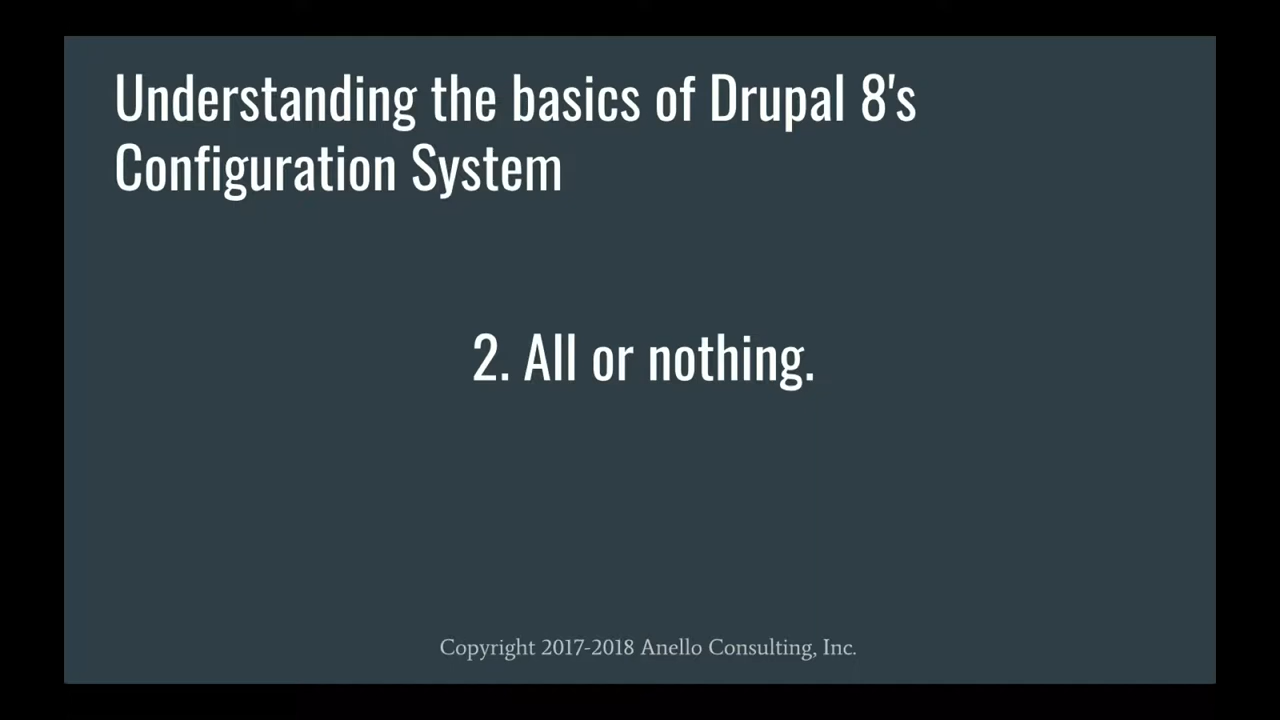 Understanding the basics of Drupal 8's
Configuration System
2. All or nothing.
Copyright 2017-2018 Anello Consulting, Inc.